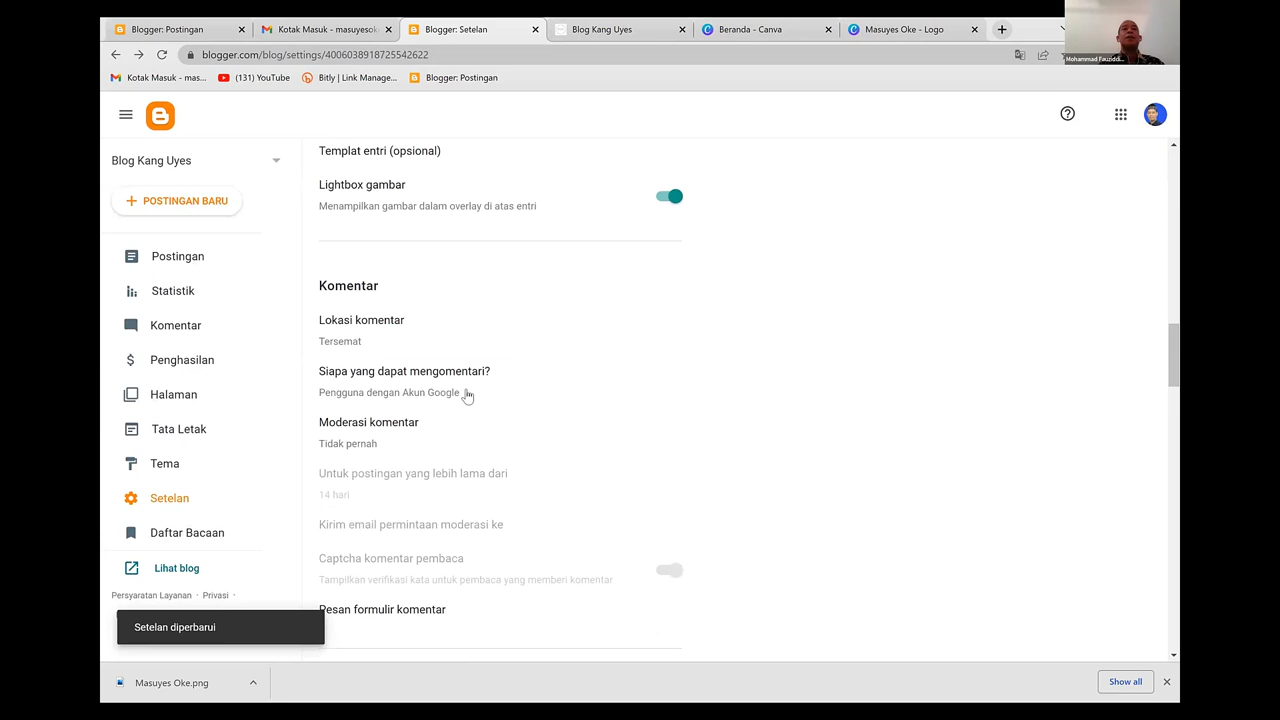 Blogger: Postingan
Kotak Masuk - masuyesok
Blogger: Setelan
Blog Kang Uyes
Beranda - Canva
Masuyes Oke - Logo
blogger.com/blog/settings/4006038918725542622
Kotak Masuk - mas...
(131) YouTube
Bitly | Link Manage...
Blogger: Postingan
Blog Kang Uyes
POSTINGAN BARU
Postingan
Statistik
Komentar
Penghasilan
Halaman
Tata Letak
Tema
Setelan
Daftar Bacaan
Lihat blog
Persyaratan Layanan · Privasi ·
Setelan diperbarui
Templat entri (opsional)
Lightbox gambar
Menampilkan gambar dalam overlay di atas entri
Komentar
Lokasi komentar
Tersemat
Siapa yang dapat mengomentari?
Pengguna dengan Akun Google
Moderasi komentar
Tidak pernah
Untuk postingan yang lebih lama dari
14 hari
Kirim email permintaan moderasi ke
Captcha komentar pembaca
Tampilkan verifikasi kata untuk pembaca yang memberi komentar
Pesan formulir komentar
Masuyes Oke.png
Show all